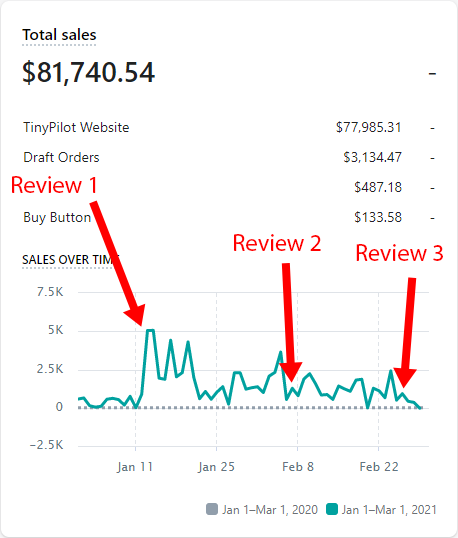 Total sales
$81,740.54 -
TinyPilot Website $77,985.31 -
Draft Orders $3,134.47 -
Review 1 $487.18 -
Buy Button $133.58 -
Review 2
Review 3
SALES OVER TIME
7.5K
5K
2.5K
0
−2.5K
Jan 11 Jan 25 Feb 8 Feb 22
Jan 1–Mar 1, 2020 Jan 1–Mar 1, 2021